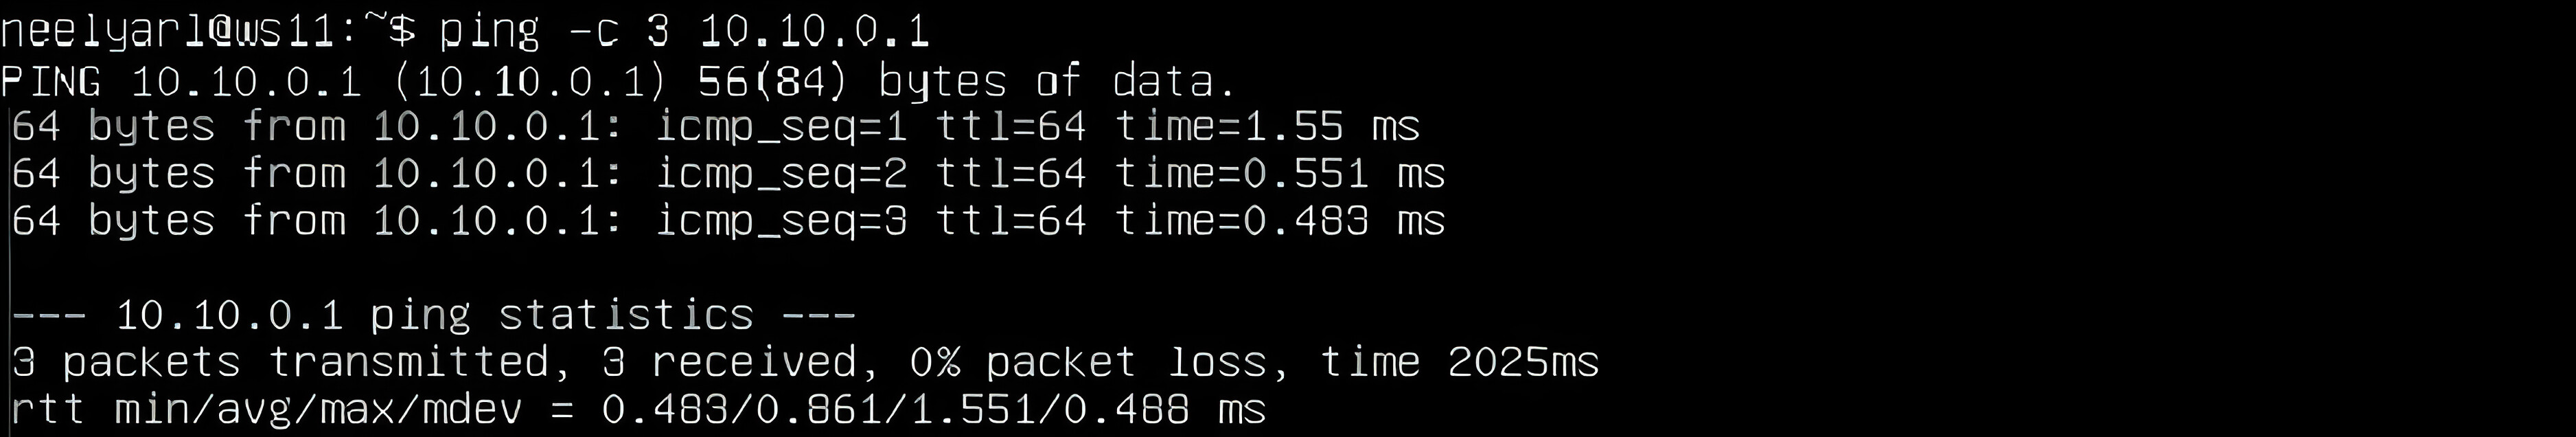 neelyarl@ws11:~$ ping -c 3 10.10.0.1
PING 10.10.0.1 (10.10.0.1) 56(84) bytes of data.
64 bytes from 10.10.0.1: icmp_seq=1 ttl=64 time=1.55 ms
64 bytes from 10.10.0.1: icmp_seq=2 ttl=64 time=0.551 ms
64 bytes from 10.10.0.1: icmp_seq=3 ttl=64 time=0.483 ms
--- 10.10.0.1 ping statistics ---
3 packets transmitted, 3 received, 0% packet loss, time 2025ms
rtt min/avg/max/mdev = 0.483/0.861/1.551/0.488 ms